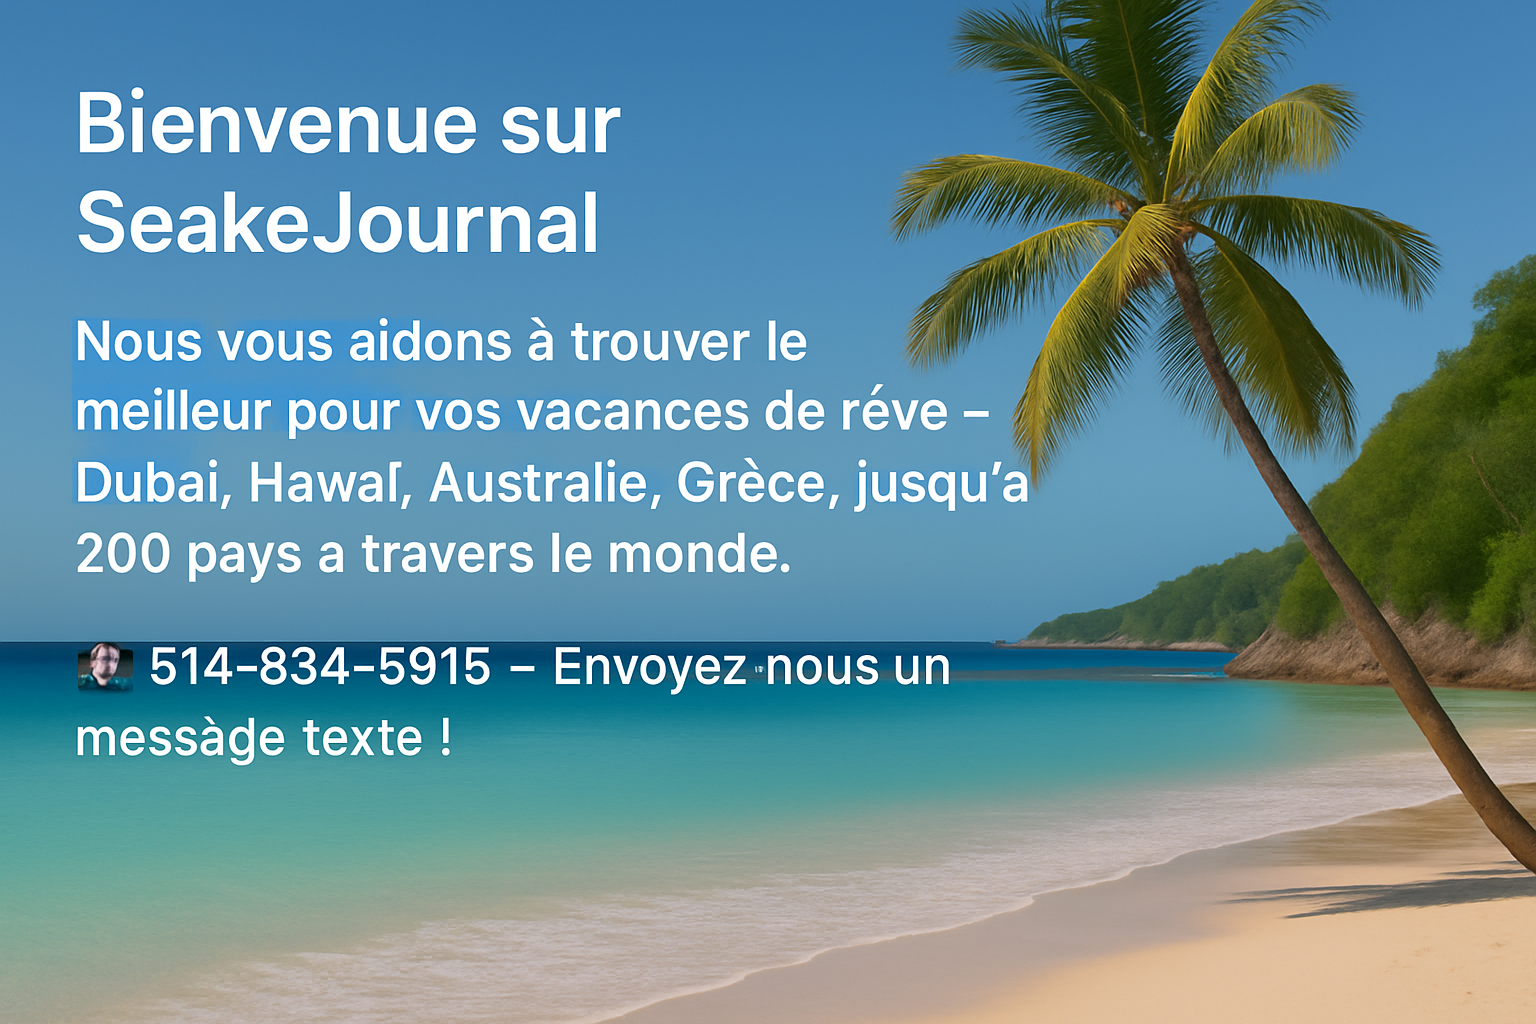 Bienvenue sur
SeakeJournal
Nous vous aidons à trouver le
meilleur pour vos vacances de réve –
Dubai, Hawaſ, Australie, Grèce, jusqu’a
200 pays a travers le monde.
514-834-5915 – Envoyez nous un
messàge texte !